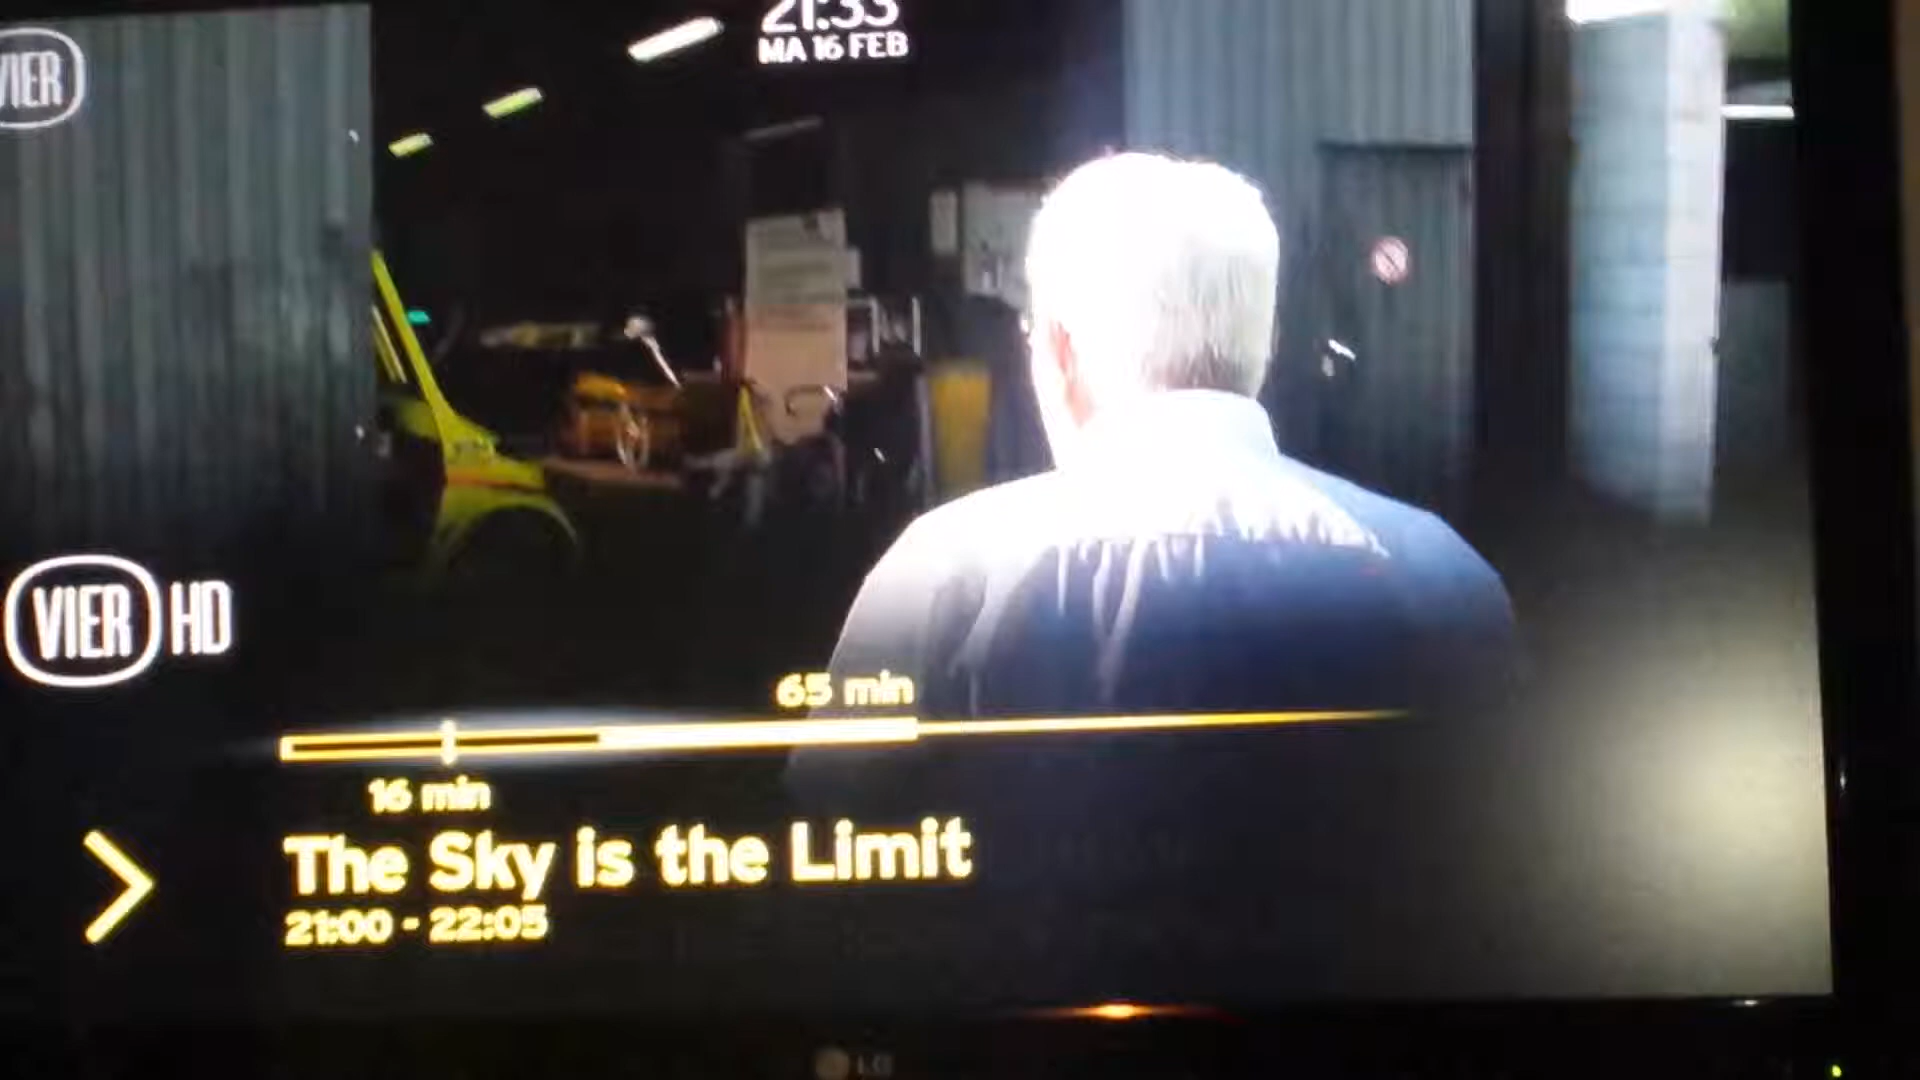 21:33
MA 16 FEB
VIER
VIER HD
65 min
16 min
The Sky is the Limit
21:00 - 22:05
LG